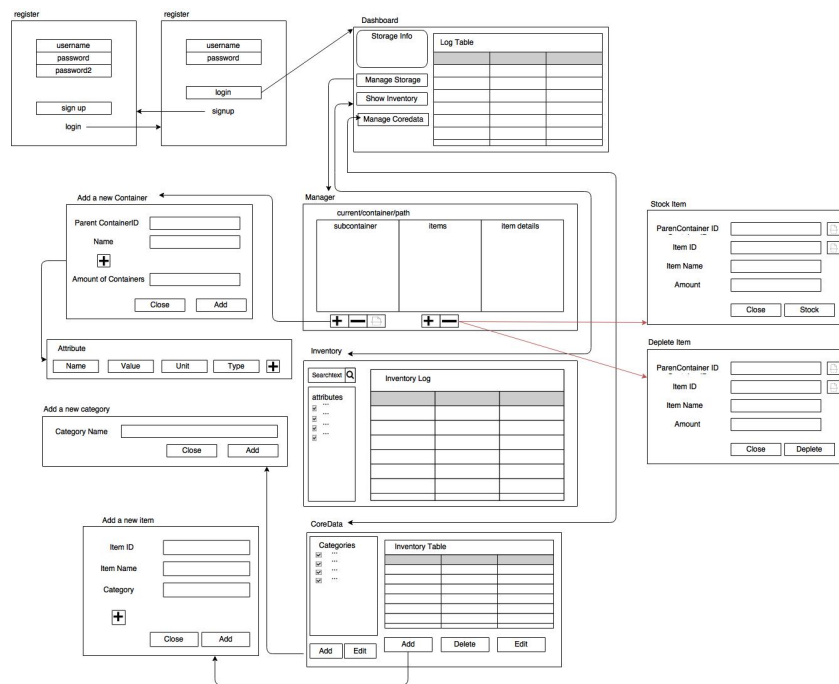 register
username
password
password2
sign up
login
register
username
password
login
signup
Dashboard
Storage Info
Log Table
Manage Storage
Show Inventory
Manage Coredata
Add a new Container
Parent ContainerID
Name
Amount of Containers
Close
Add
Manager
current/container/path
subcontainer
items
item details
Stock Item
ParenContainer ID
Item ID
Item Name
Amount
Close
Stock
Attribute
Name
Value
Unit
Type
Inventory
Searchtext
Inventory Log
attributes
...
...
...
...
Deplete Item
ParenContainer ID
Item ID
Item Name
Amount
Close
Deplete
Add a new category
Category Name
Close
Add
Add a new item
Item ID
Item Name
Category
Close
Add
CoreData
Categories
...
...
...
...
Inventory Table
Add
Edit
Add
Delete
Edit